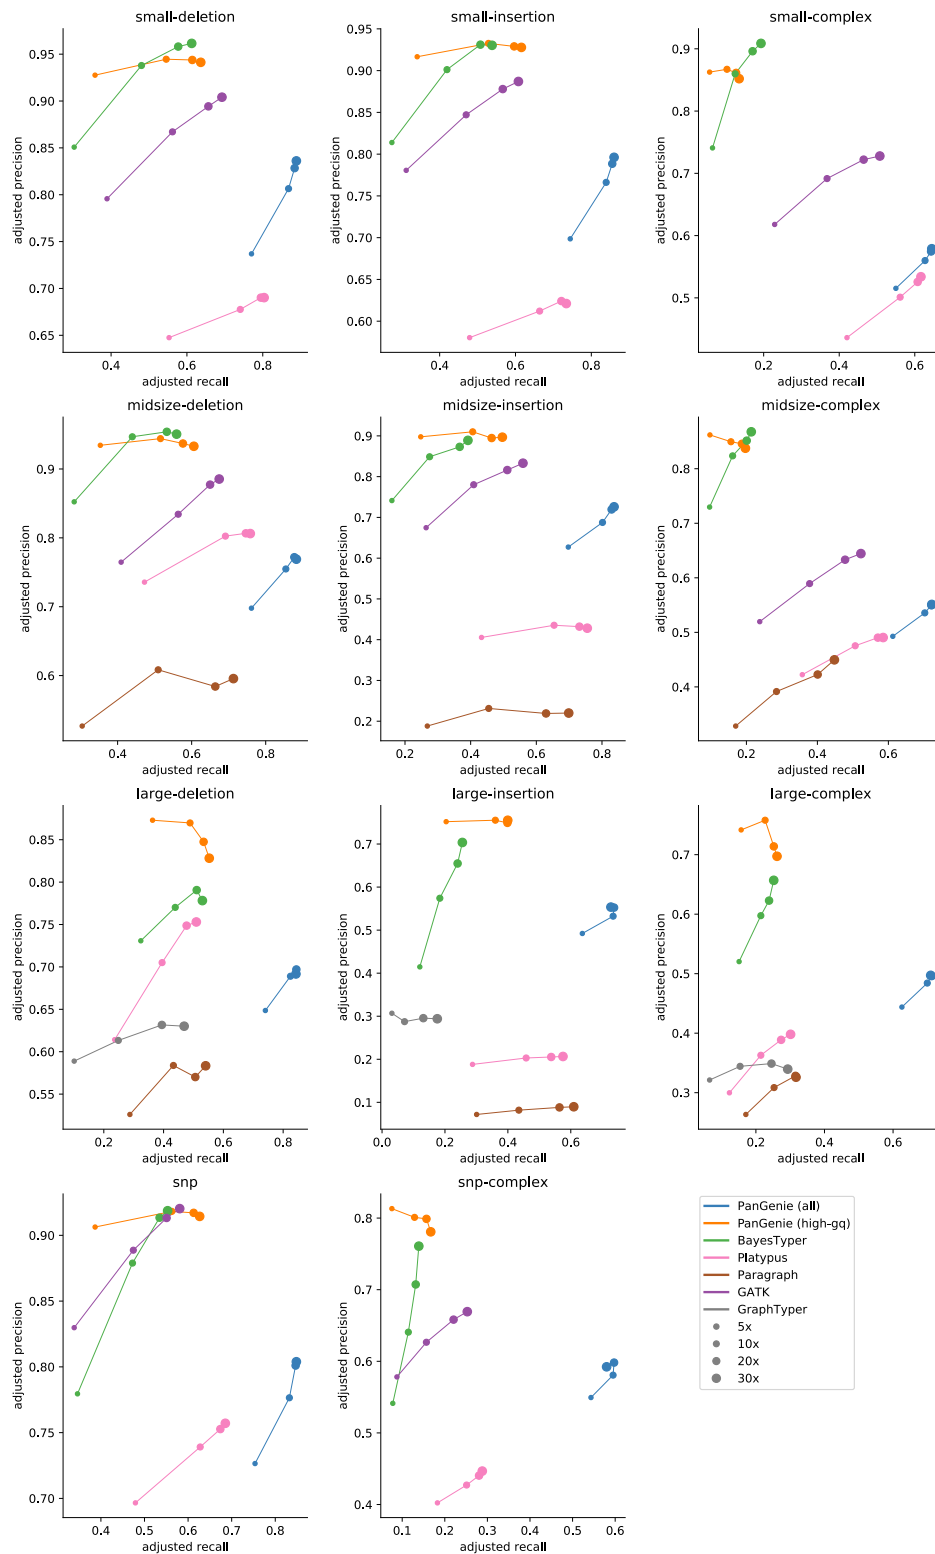 small-deletion
0.95
0.90
0.85
0.80
0.75
0.70
0.65
adjusted precision
0.4 0.6 0.8
adjusted recall
small-insertion
0.95
0.90
0.85
0.80
0.75
0.70
0.65
0.60
adjusted precision
0.4 0.6 0.8
adjusted recall
small-complex
0.9
0.8
0.7
0.6
0.5
adjusted precision
0.2 0.4 0.6
adjusted recall
midsize-deletion
0.9
0.8
0.7
0.6
adjusted precision
0.4 0.6 0.8
adjusted recall
midsize-insertion
0.9
0.8
0.7
0.6
0.5
0.4
0.3
0.2
adjusted precision
0.2 0.4 0.6 0.8
adjusted recall
midsize-complex
0.9
0.8
0.7
0.6
0.5
0.4
adjusted precision
0.2 0.4 0.6
adjusted recall
large-deletion
0.85
0.80
0.75
0.70
0.65
0.60
0.55
adjusted precision
0.2 0.4 0.6 0.8
adjusted recall
large-insertion
0.7
0.6
0.5
0.4
0.3
0.2
0.1
adjusted precision
0.0 0.2 0.4 0.6
adjusted recall
large-complex
0.7
0.6
0.5
0.4
0.3
adjusted precision
0.2 0.4 0.6
adjusted recall
snp
0.90
0.85
0.80
0.75
0.70
adjusted precision
0.4 0.5 0.6 0.7 0.8
adjusted recall
snp-complex
0.8
0.7
0.6
0.5
0.4
adjusted precision
0.1 0.2 0.3 0.4 0.5 0.6
adjusted recall
PanGenie (all)
PanGenie (high-gq)
BayesTyper
Platypus
Paragraph
GATK
GraphTyper
5x
10x
20x
30x